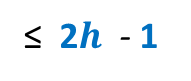 ≤ 2h - 1